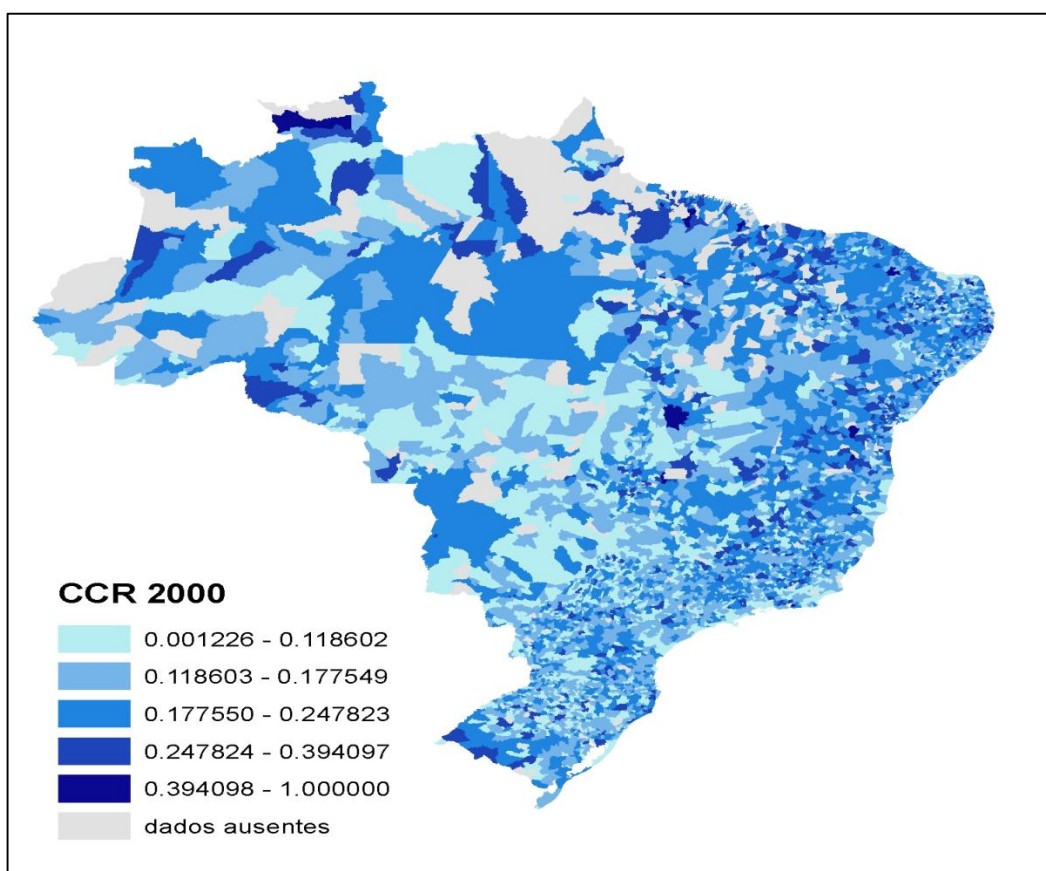 CCR 2000
0.001226 - 0.118602
0.118603 - 0.177549
0.177550 - 0.247823
0.247824 - 0.394097
0.394098 - 1.000000
dados ausentes